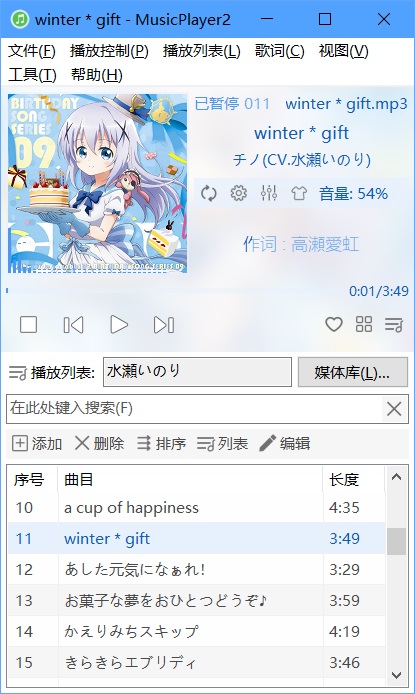 winter * gift - MusicPlayer2
文件(F) 播放控制(P) 播放列表(L) 歌词(C) 视图(V)
工具(T) 帮助(H)
BIRTHDAY
SONG
SERIES
09
已暂停 011 winter * gift.mp3
winter * gift
チノ(CV.水瀬いのり)
音量: 54%
作词 : 高瀬愛虹
0:01/3:49
播放列表: 水瀬いのり 媒体库(L)...
在此处键入搜索(F)
添加 删除 排序 列表 编辑
序号 曲目 长度
10 a cup of happiness 4:35
11 winter * gift 3:49
12 あした元気になぁれ! 3:29
13 お菓子な夢をおひとつどうぞ♪ 3:59
14 かえりみちスキップ 4:19
15 きらきらエブリディ 3:46